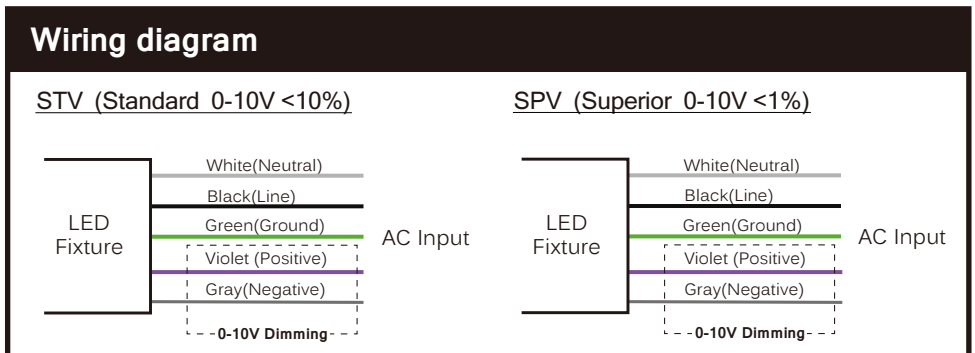 Wiring diagram
STV (Standard 0-10V <10%)
White(Neutral)
Black(Line)
Green(Ground)
Violet (Positive)
Gray(Negative)
LED
Fixture
AC Input
0-10V Dimming
SPV (Superior 0-10V <1%)
White(Neutral)
Black(Line)
Green(Ground)
Violet (Positive)
Gray(Negative)
LED
Fixture
AC Input
0-10V Dimming